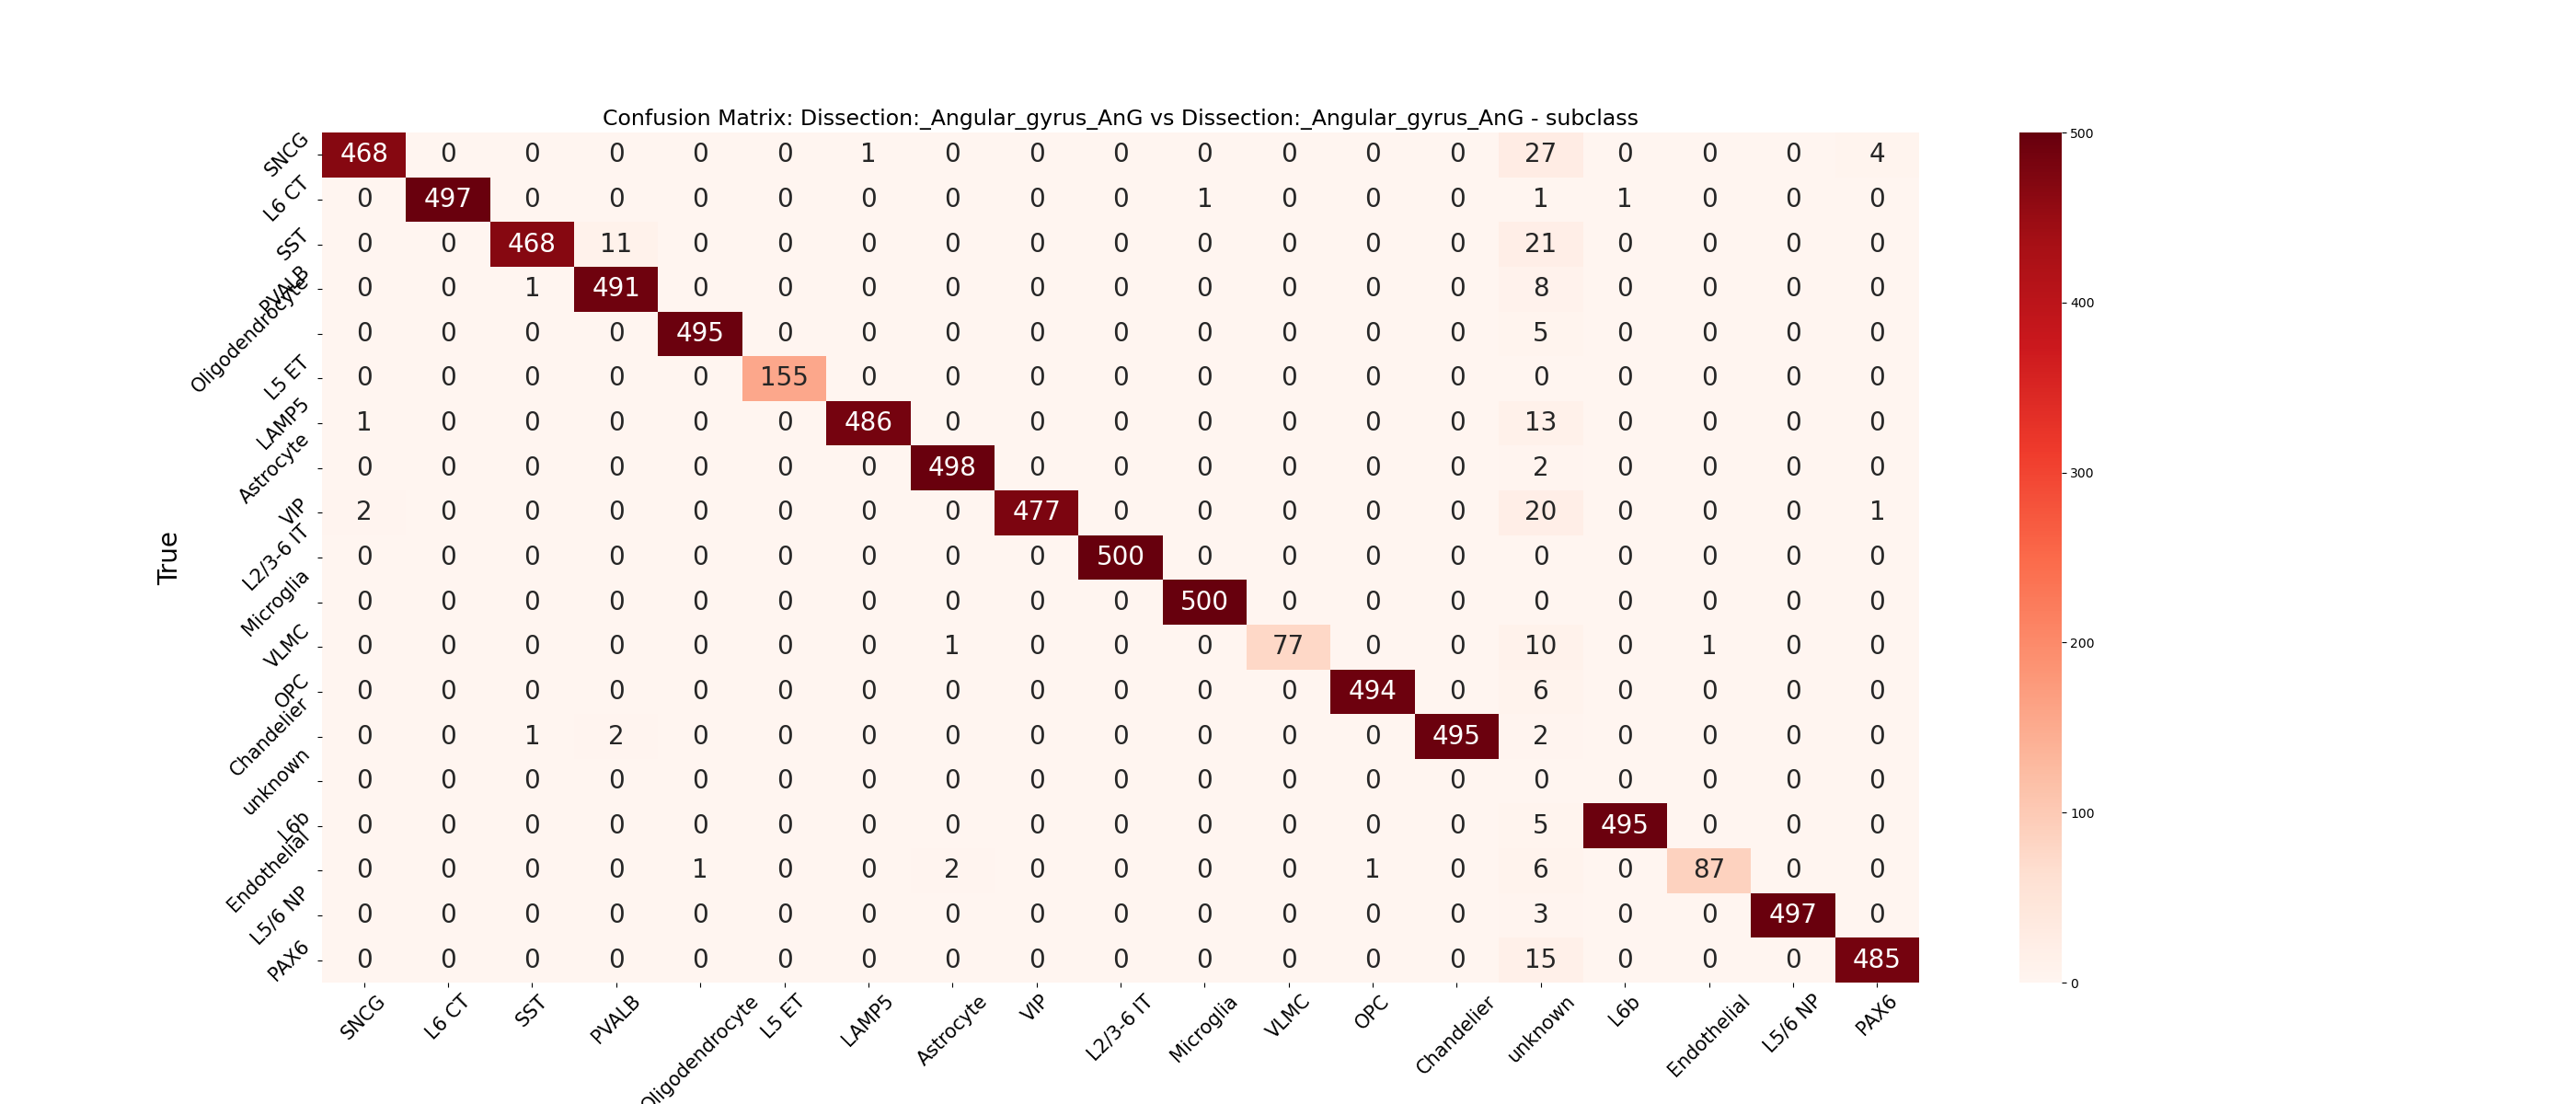 Confusion Matrix: Dissection:_Angular_gyrus_AnG vs Dissection:_Angular_gyrus_AnG - subclass
True
SNCG 468 0 0 0 0 0 1 0 0 0 0 0 0 0 27 0 0 0 4
L6 CT 0 497 0 0 0 0 0 0 0 0 1 0 0 0 1 1 0 0 0
SST 0 0 468 11 0 0 0 0 0 0 0 0 0 0 21 0 0 0 0
PVALB 0 0 1 491 0 0 0 0 0 0 0 0 0 0 8 0 0 0 0
Oligodendrocyte 0 0 0 0 495 0 0 0 0 0 0 0 0 0 5 0 0 0 0
L5 ET 0 0 0 0 0 155 0 0 0 0 0 0 0 0 0 0 0 0 0
LAMP5 1 0 0 0 0 0 486 0 0 0 0 0 0 0 13 0 0 0 0
Astrocyte 0 0 0 0 0 0 0 498 0 0 0 0 0 0 2 0 0 0 0
VIP 2 0 0 0 0 0 0 0 477 0 0 0 0 0 20 0 0 0 1
L2/3-6 IT 0 0 0 0 0 0 0 0 0 500 0 0 0 0 0 0 0 0 0
Microglia 0 0 0 0 0 0 0 0 0 0 500 0 0 0 0 0 0 0 0
VLMC 0 0 0 0 0 0 0 1 0 0 0 77 0 0 10 0 1 0 0
OPC 0 0 0 0 0 0 0 0 0 0 0 0 494 0 6 0 0 0 0
Chandelier 0 0 1 2 0 0 0 0 0 0 0 0 0 495 2 0 0 0 0
unknown 0 0 0 0 0 0 0 0 0 0 0 0 0 0 0 0 0 0 0
L6b 0 0 0 0 0 0 0 0 0 0 0 0 0 0 5 495 0 0 0
Endothelial 0 0 0 0 1 0 0 2 0 0 0 0 1 0 6 0 87 0 0
L5/6 NP 0 0 0 0 0 0 0 0 0 0 0 0 0 0 3 0 0 497 0
PAX6 0 0 0 0 0 0 0 0 0 0 0 0 0 0 15 0 0 0 485
SNCG L6 CT SST PVALB Oligodendrocyte L5 ET LAMP5 Astrocyte VIP L2/3-6 IT Microglia VLMC OPC Chandelier unknown L6b Endothelial L5/6 NP PAX6
500
400
300
200
100
0